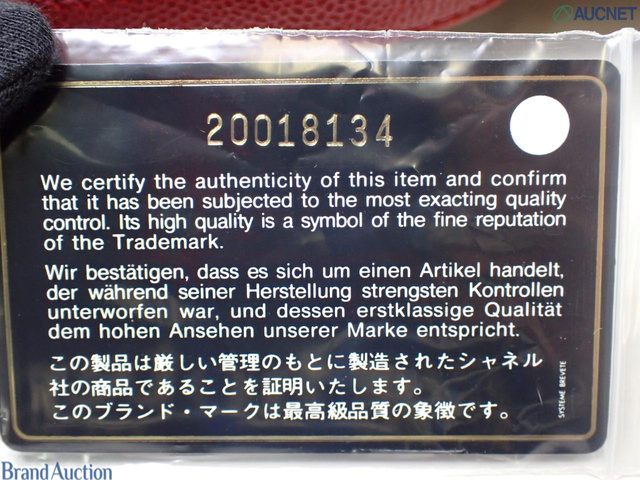 AUCNET
20018134
We certify the authenticity of this item and confirm
that it has been subjected to the most exacting quality
control. Its high quality is a symbol of the fine reputation
of the Trademark.
Wir bestätigen, dass es sich um einen Artikel handelt,
der während seiner Herstellung strengsten Kontrollen
unterworfen war, und dessen erstklassige Qualität
dem hohen Ansehen unserer Marke entspricht.
この製品は厳しい管理のもとに製造されたシャネル
社の商品であることを証明いたします。
このブランド・マークは最高級品質の象徴です。
SYSTEME BREVETE
Brand Auction